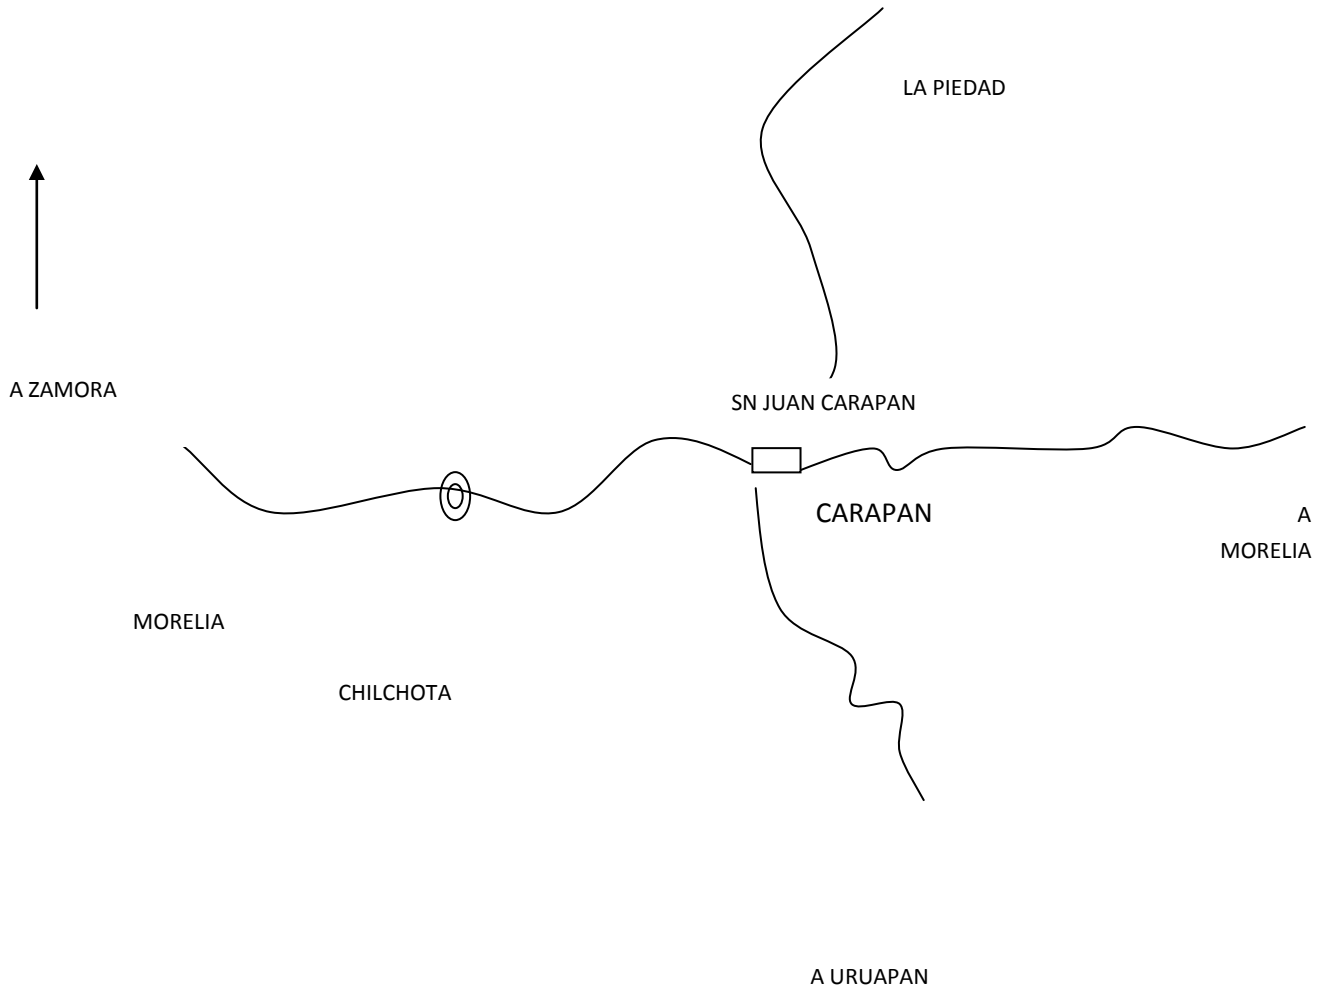 LA PIEDAD
A ZAMORA
SN JUAN CARAPAN
CARAPAN
A
MORELIA
MORELIA
CHILCHOTA
A URUAPAN